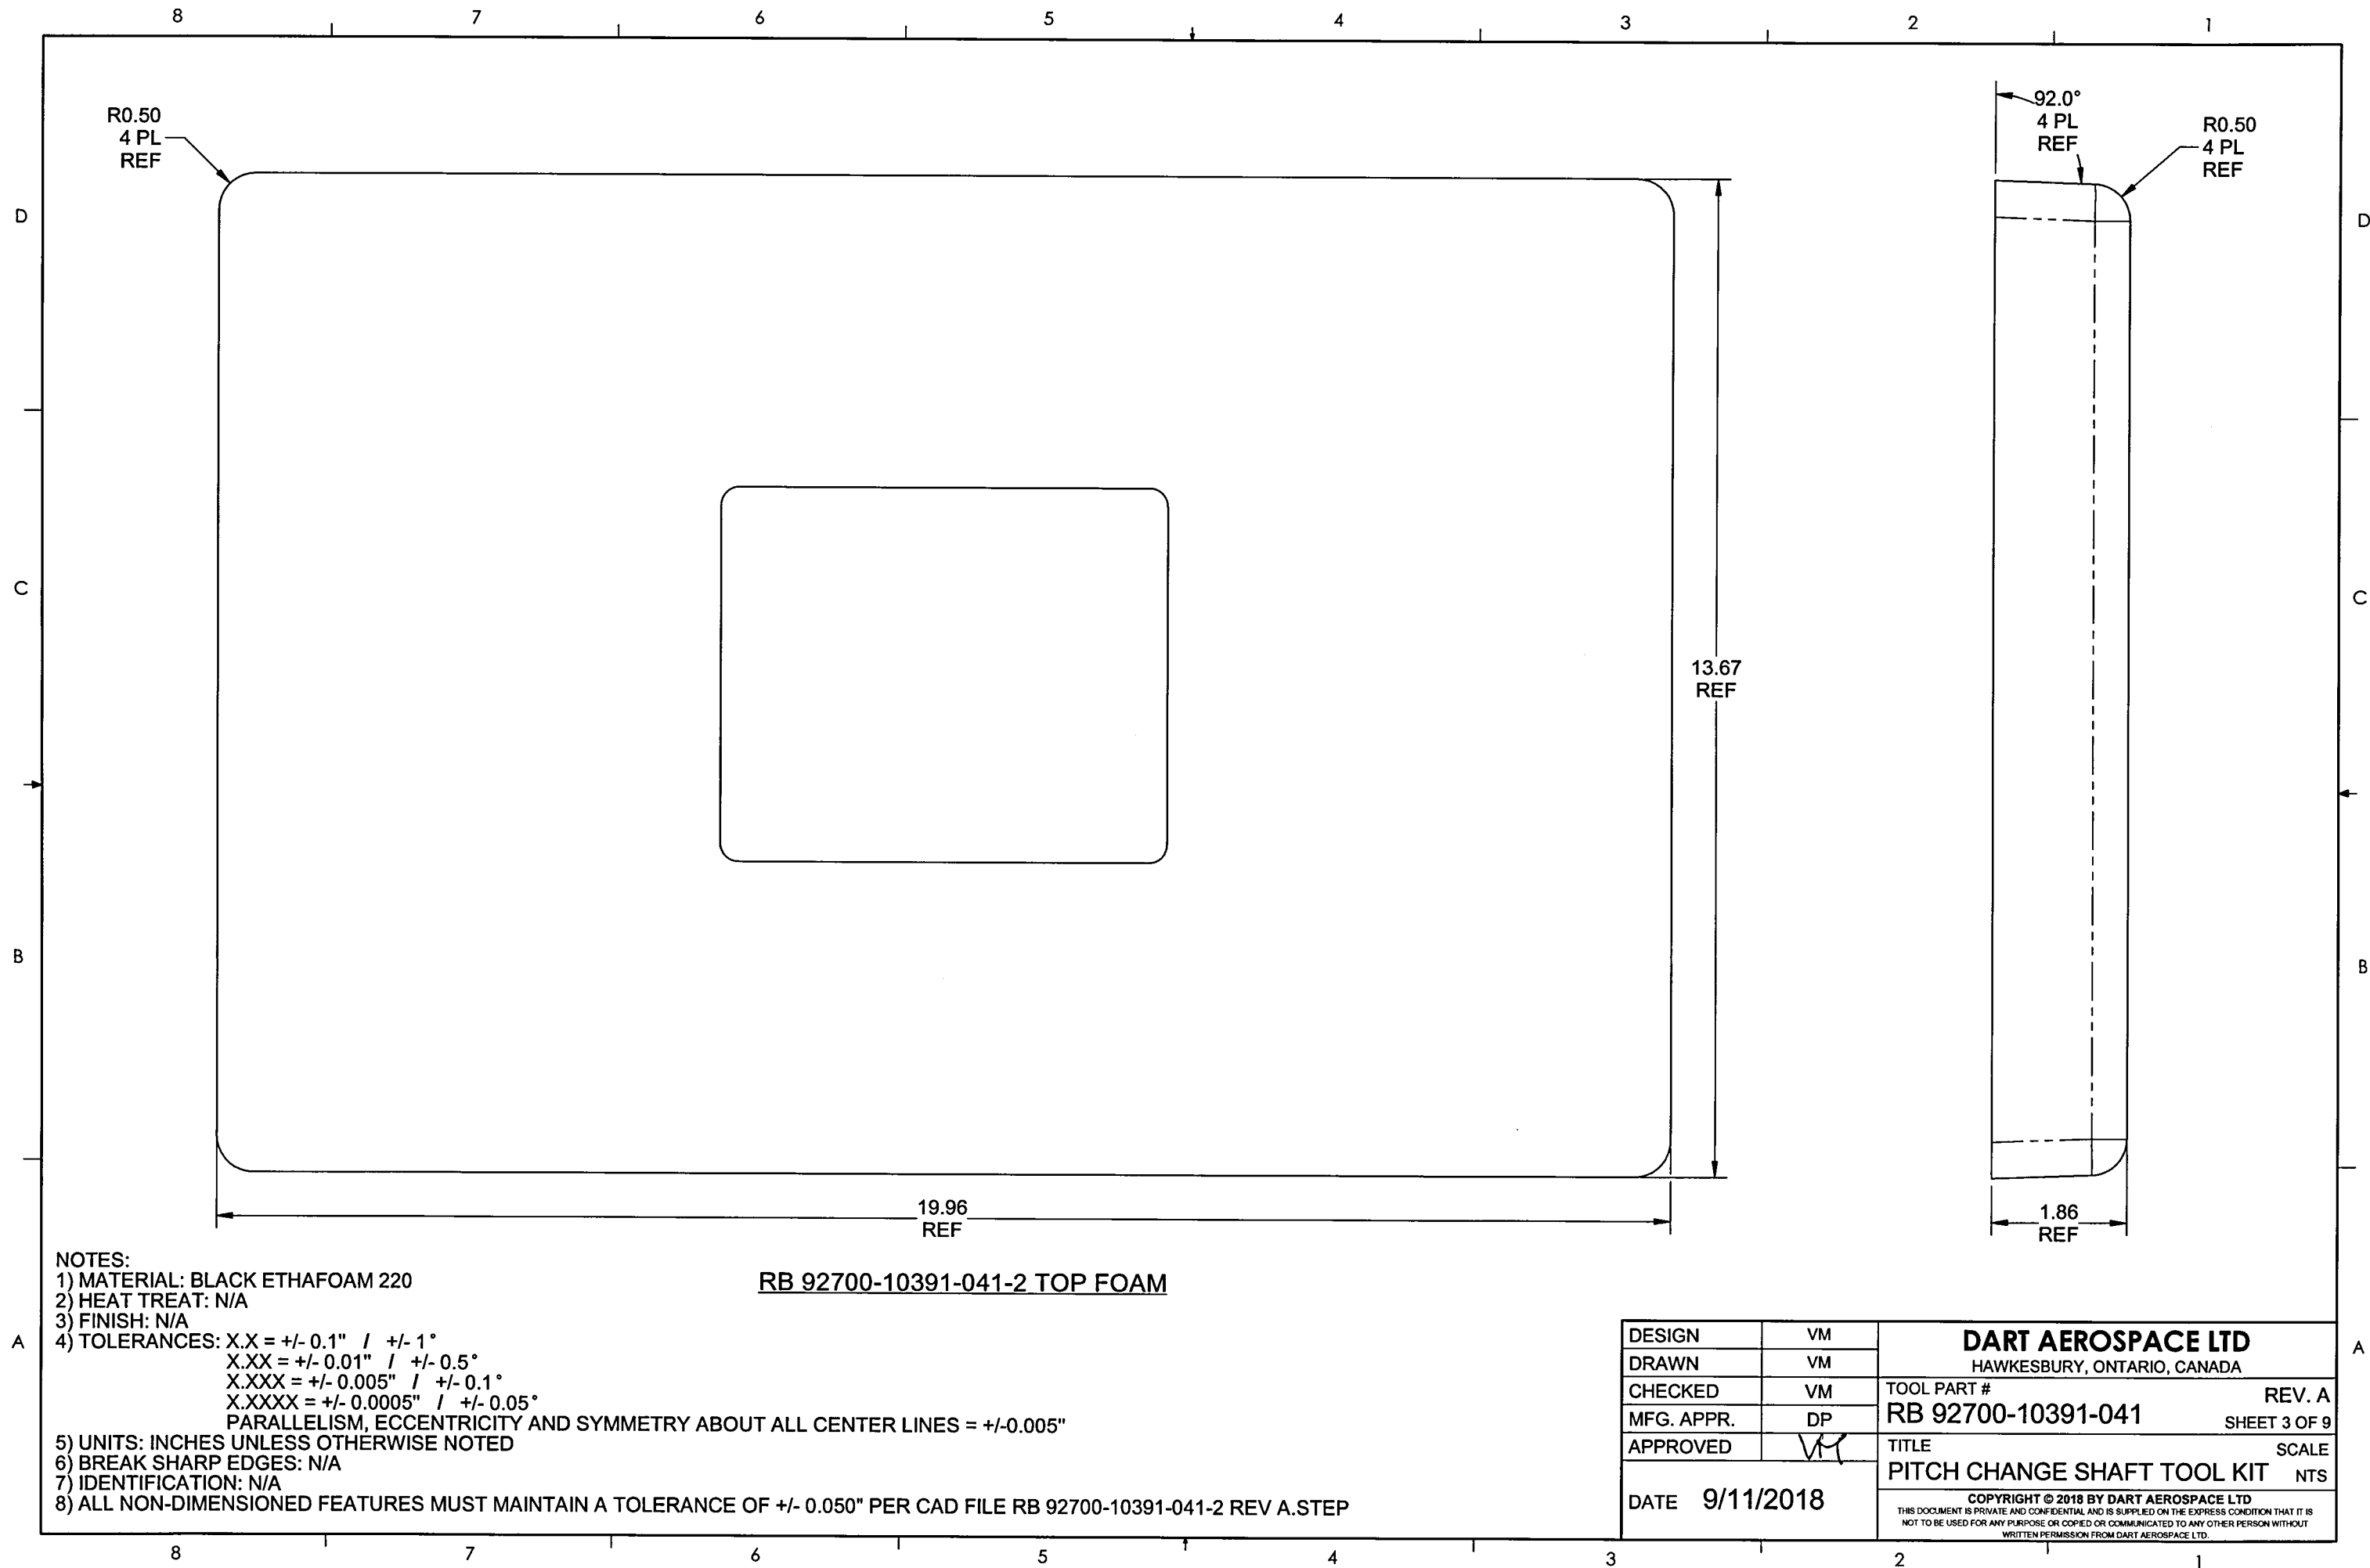 8 7 6 5 4 3 2 1
R0.50
4 PL
REF
92.0°
4 PL
REF
R0.50
4 PL
REF
D D
C C
13.67
REF
B B
19.96
REF
1.86
REF
NOTES:
1) MATERIAL: BLACK ETHAFOAM 220
2) HEAT TREAT: N/A
3) FINISH: N/A
4) TOLERANCES: X.X = +/- 0.1" / +/- 1°
X.XX = +/- 0.01" / +/- 0.5°
X.XXX = +/- 0.005" / +/- 0.1°
X.XXXX = +/- 0.0005" / +/- 0.05°
PARALLELISM, ECCENTRICITY AND SYMMETRY ABOUT ALL CENTER LINES = +/-0.005"
5) UNITS: INCHES UNLESS OTHERWISE NOTED
6) BREAK SHARP EDGES: N/A
7) IDENTIFICATION: N/A
8) ALL NON-DIMENSIONED FEATURES MUST MAINTAIN A TOLERANCE OF +/- 0.050" PER CAD FILE RB 92700-10391-041-2 REV A.STEP
RB 92700-10391-041-2 TOP FOAM
A A
DESIGN VM
DRAWN VM
CHECKED VM
MFG. APPR. DP
APPROVED VM
DATE 9/11/2018
DART AEROSPACE LTD
HAWKESBURY, ONTARIO, CANADA
TOOL PART # REV. A
RB 92700-10391-041 SHEET 3 OF 9
TITLE SCALE
PITCH CHANGE SHAFT TOOL KIT NTS
COPYRIGHT © 2018 BY DART AEROSPACE LTD
THIS DOCUMENT IS PRIVATE AND CONFIDENTIAL AND IS SUPPLIED ON THE EXPRESS CONDITION THAT IT IS
NOT TO BE USED FOR ANY PURPOSE OR COPIED OR COMMUNICATED TO ANY OTHER PERSON WITHOUT
WRITTEN PERMISSION FROM DART AEROSPACE LTD.
8 7 6 5 4 3 2 1